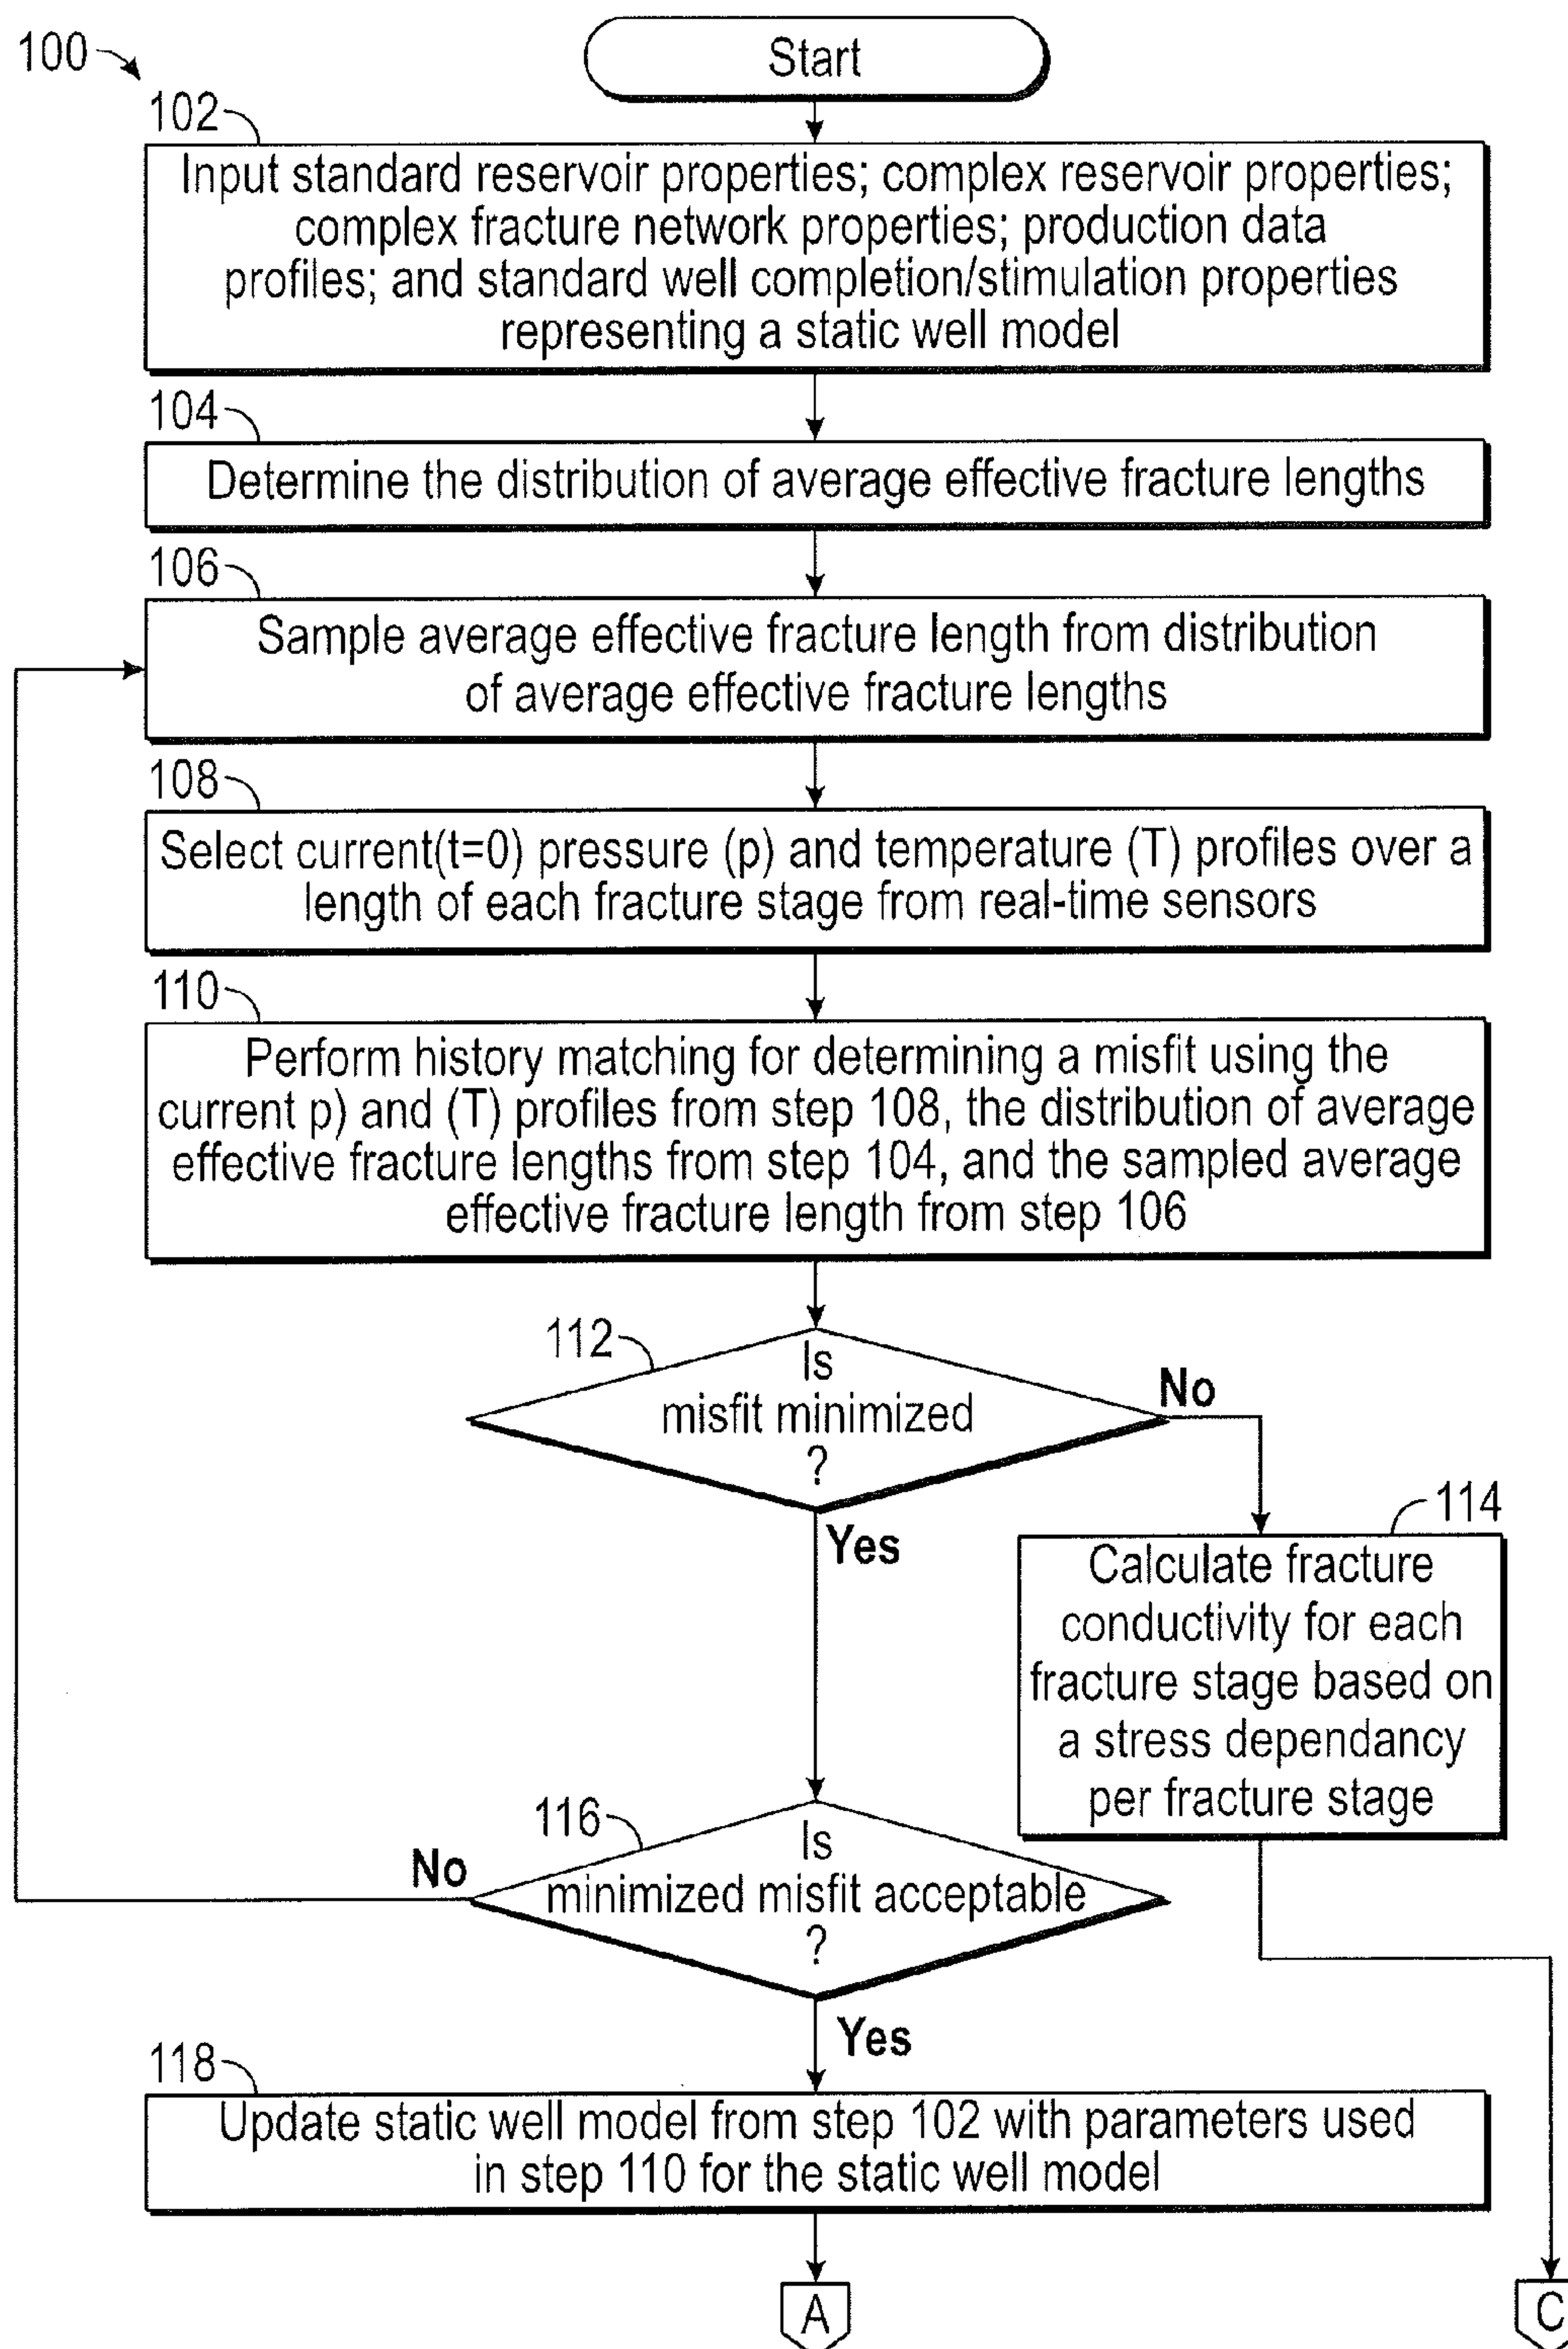 100
Start
102
Input standard reservoir properties; complex reservoir properties;
complex fracture network properties; production data
profiles; and standard well completion/stimulation properties
representing a static well model
104
Determine the distribution of average effective fracture lengths
106
Sample average effective fracture length from distribution
of average effective fracture lengths
108
Select current(t=0) pressure (p) and temperature (T) profiles over a
length of each fracture stage from real-time sensors
110
Perform history matching for determining a misfit using the
current p) and (T) profiles from step 108, the distribution of average
effective fracture lengths from step 104, and the sampled average
effective fracture length from step 106
112
Is
misfit minimized
?
No
Yes
114
Calculate fracture
conductivity for each
fracture stage based on
a stress dependancy
per fracture stage
116
Is
minimized misfit acceptable
?
No
Yes
118
Update static well model from step 102 with parameters used
in step 110 for the static well model
A
C